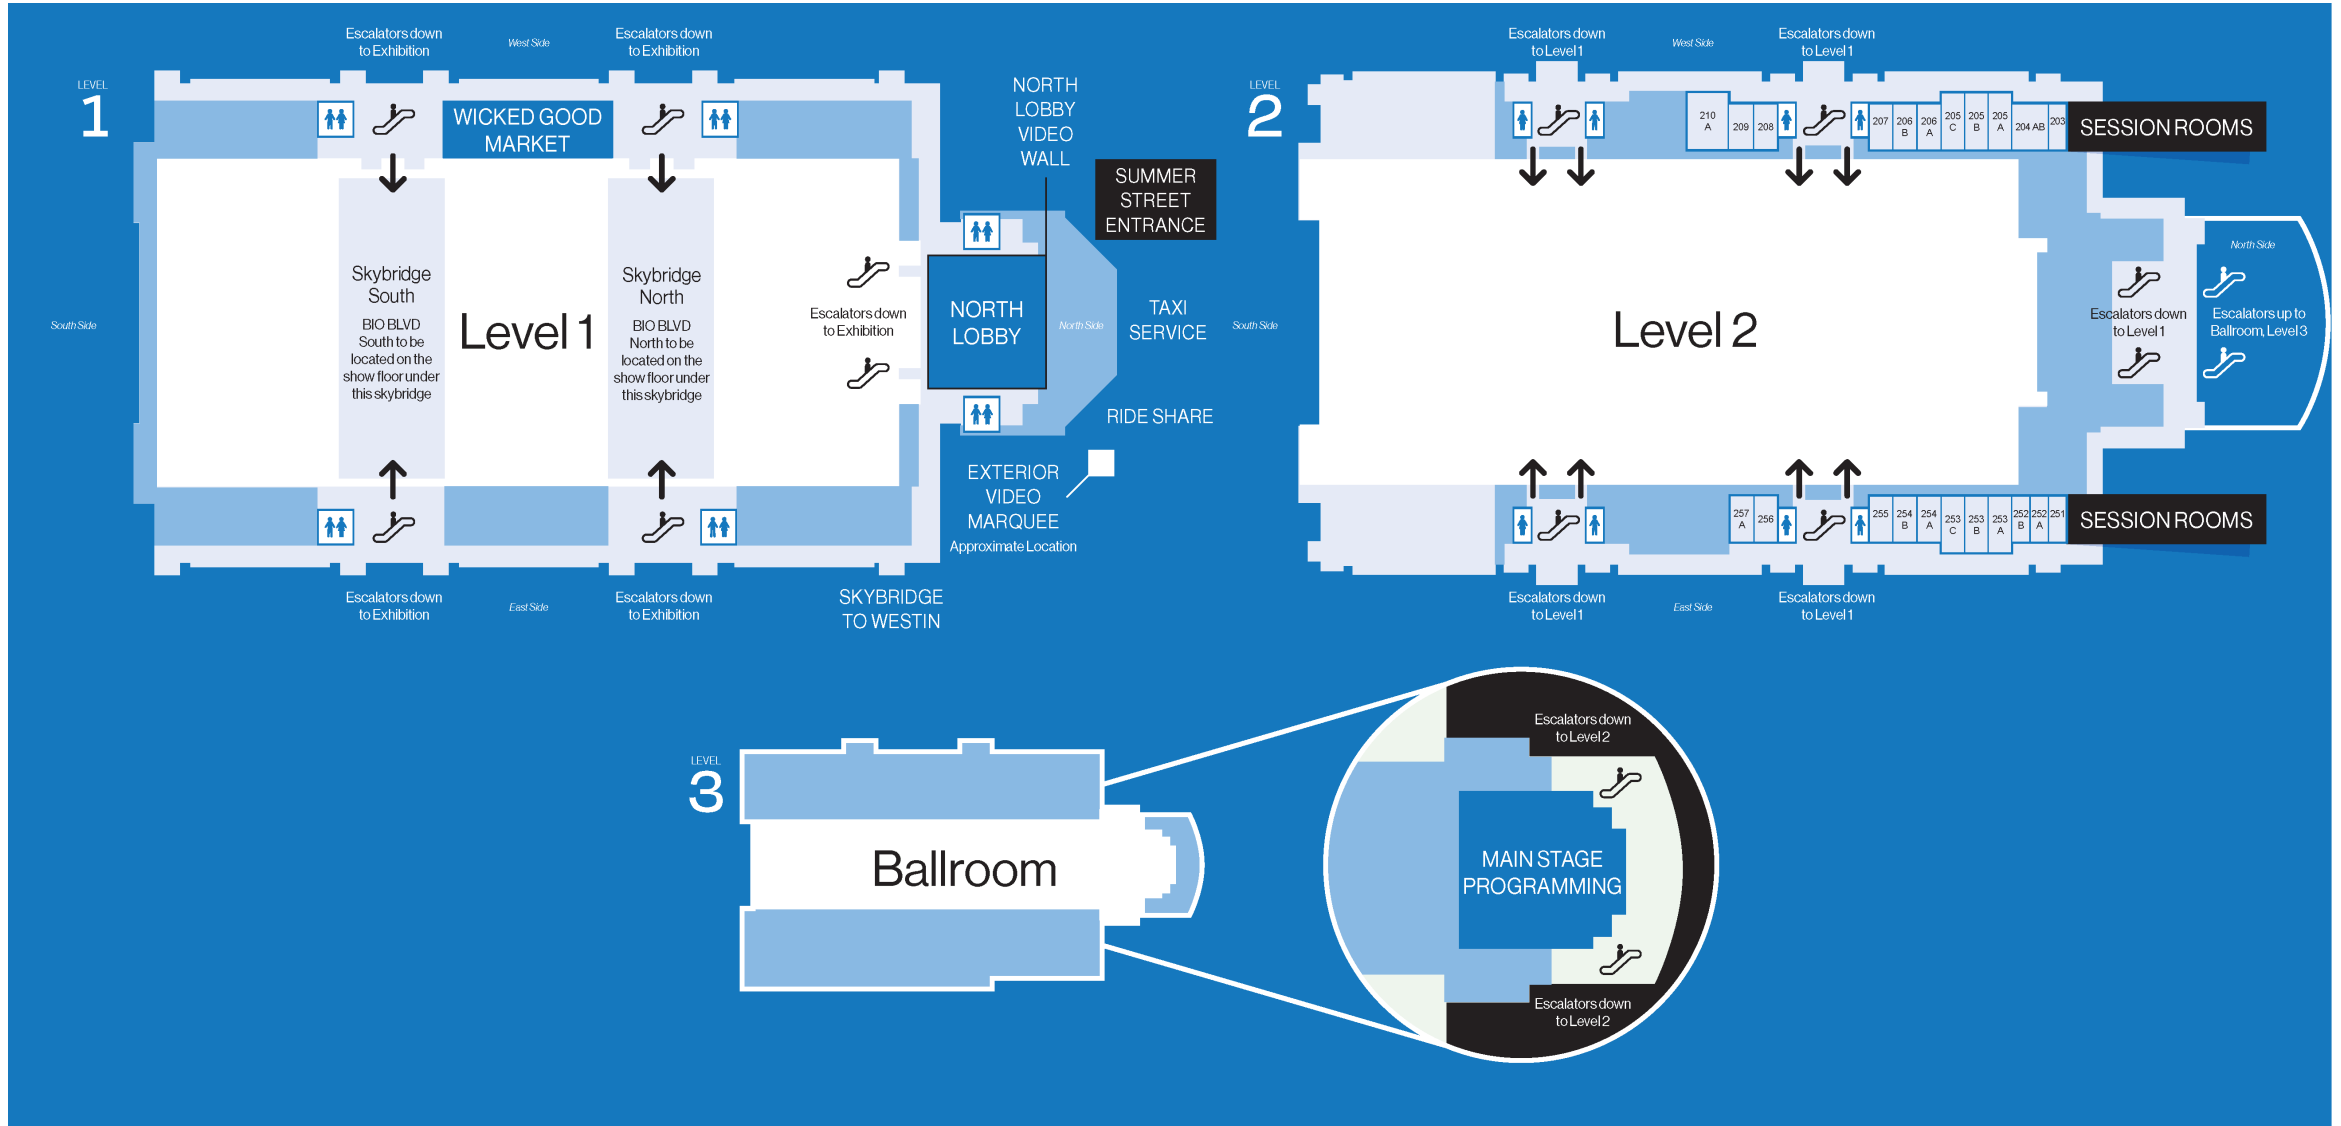 LEVEL
1
Escalators down
to Exhibition
West Side
Escalators down
to Exhibition
WICKED GOOD
MARKET
NORTH
LOBBY
VIDEO
WALL
SUMMER
STREET
ENTRANCE
Skybridge
South
BIO BLVD
South to be
located on the
show floor under
this skybridge
Level 1
Skybridge
North
BIO BLVD
North to be
located on the
show floor under
this skybridge
South Side
Escalators down
to Exhibition
NORTH
LOBBY
North Side
TAXI
SERVICE
RIDE SHARE
EXTERIOR
VIDEO
MARQUEE
Approximate Location
Escalators down
to Exhibition
East Side
Escalators down
to Exhibition
SKYBRIDGE
TO WESTIN
LEVEL
2
Escalators down
to Level 1
West Side
Escalators down
to Level 1
210
A
209
208
207
206
B
206
A
205
C
205
B
205
A
204 AB
203
SESSION ROOMS
South Side
Level 2
North Side
Escalators down
to Level 1
Escalators up to
Ballroom, Level 3
257
A
256
255
254
B
254
A
253
C
253
B
253
A
252
B
252
A
251
SESSION ROOMS
Escalators down
to Level 1
East Side
Escalators down
to Level 1
LEVEL
3
Ballroom
Escalators down
to Level 2
MAIN STAGE
PROGRAMMING
Escalators down
to Level 2